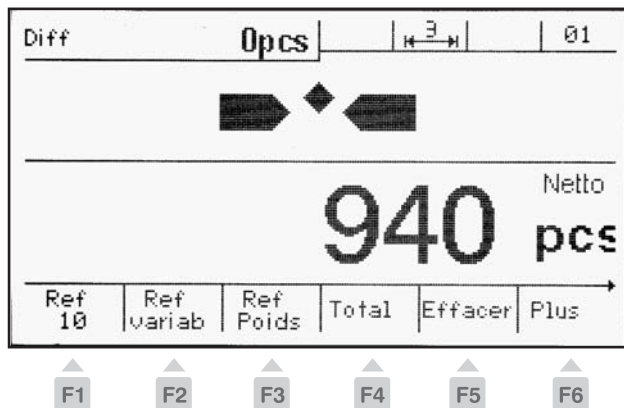 Diff 0pcs 3 01
Netto
940 pcs
Ref 10 Ref variab Ref Poids Total Effacer Plus
F1 F2 F3 F4 F5 F6